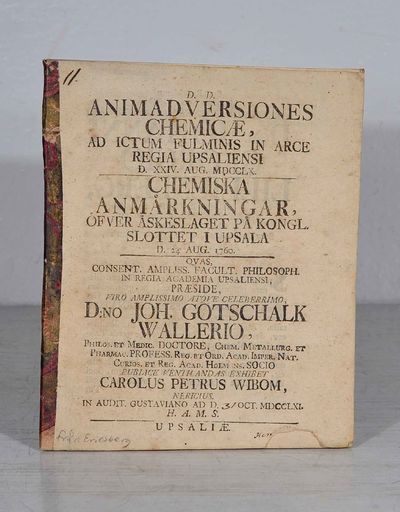 11.
D. D.
ANIMADVERSIONES
CHEMICÆ,
AD ICTUM FULMINIS IN ARCE
REGIA UPSALIENSI
D. XXIV. AUG. MDCCLX.
CHEMISKA
ANMÄRKNINGAR,
ÖFVER ÅSKESLAGET PÅ KONGL.
SLOTTET I UPSALA
D. 24 AUG. 1760.
QVAS,
CONSENT. AMPLISS. FACULT. PHILOSOPH.
IN REGIA ACADEMIA UPSALIENSI,
PRÆSIDE,
VIRO AMPLISSIMO ATQVE CELEBERRIMO,
D:NO JOH. GOTSCHALK
WALLERIO,
PHILOS. ET MEDIC. DOCTORE, CHEM. METALLURG. ET
PHARMAC. PROFESS. REG. ET ORD. ACAD. IMPER. NAT.
CURIOS. ET REG. ACAD. HOLMENS. SOCIO
PUBLICE VENTILANDAS EXHIBET
CAROLUS PETRUS WIBOM,
NERICIUS.
IN AUDIT. GUSTAVIANO AD D. 31 OCT. MDCCLXI.
H. A. M. S.
UPSALIÆ.
från Ericsberg